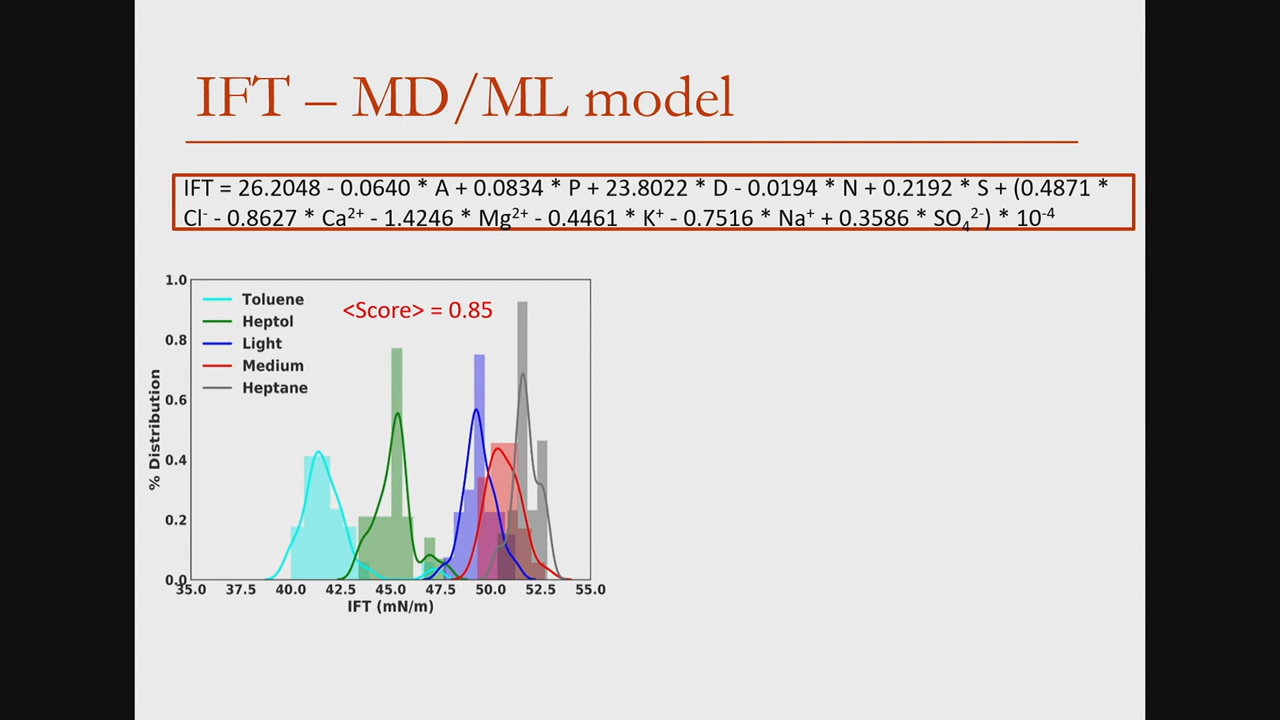 IFT – MD/ML model
IFT = 26.2048 - 0.0640 * A + 0.0834 * P + 23.8022 * D - 0.0194 * N + 0.2192 * S + (0.4871 *
Cl⁻ - 0.8627 * Ca²⁺ - 1.4246 * Mg²⁺ - 0.4461 * K⁺ - 0.7516 * Na⁺ + 0.3586 * SO₄²⁻) * 10⁻⁴
<Score> = 0.85
Toluene
Heptol
Light
Medium
Heptane
% Distribution
1.0
0.8
0.6
0.4
0.2
0.0
35.0 37.5 40.0 42.5 45.0 47.5 50.0 52.5 55.0
IFT (mN/m)